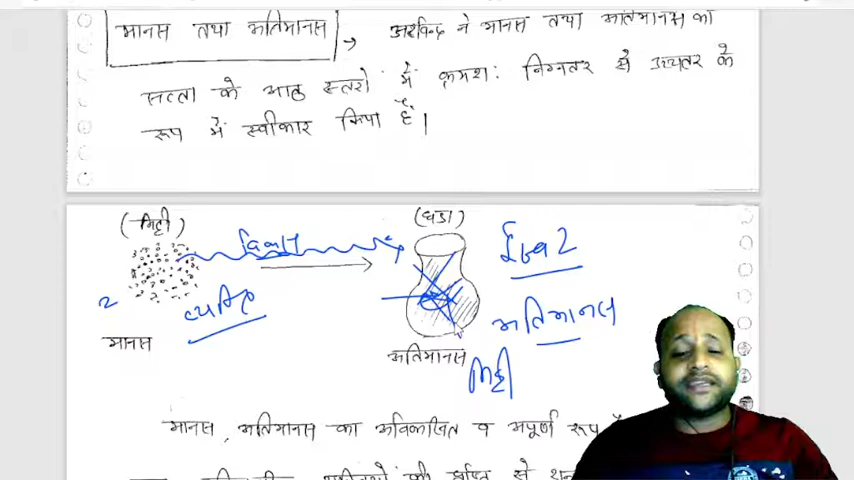 मानस तथा अतिमानस → अरविन्द ने मानस तथा अतिमानस को
सत्ता के आठ स्तरों में क्रमश: निम्नतर से उच्चतर के
रूप में स्वीकार किया है।
(मिट्टी) (घडा)
विकास ईश्वर
व्यक्ति अतिमानस
मानस अतिमानस
मिट्टी
मानस, अतिमानस का अविकसित व अपूर्ण रूप